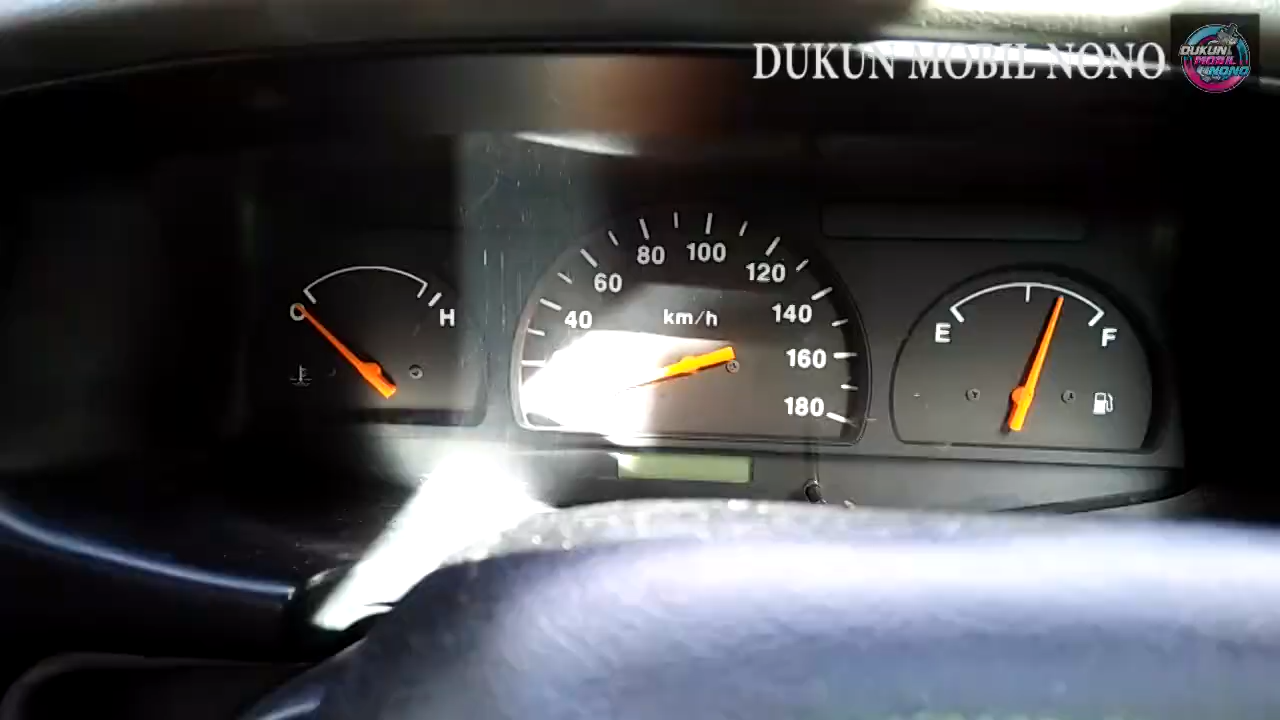 DUKUN MOBIL NONO
DUKUN
MOBIL
NONO
80 100
60 120
40 km/h 140
160
180
C H
E F